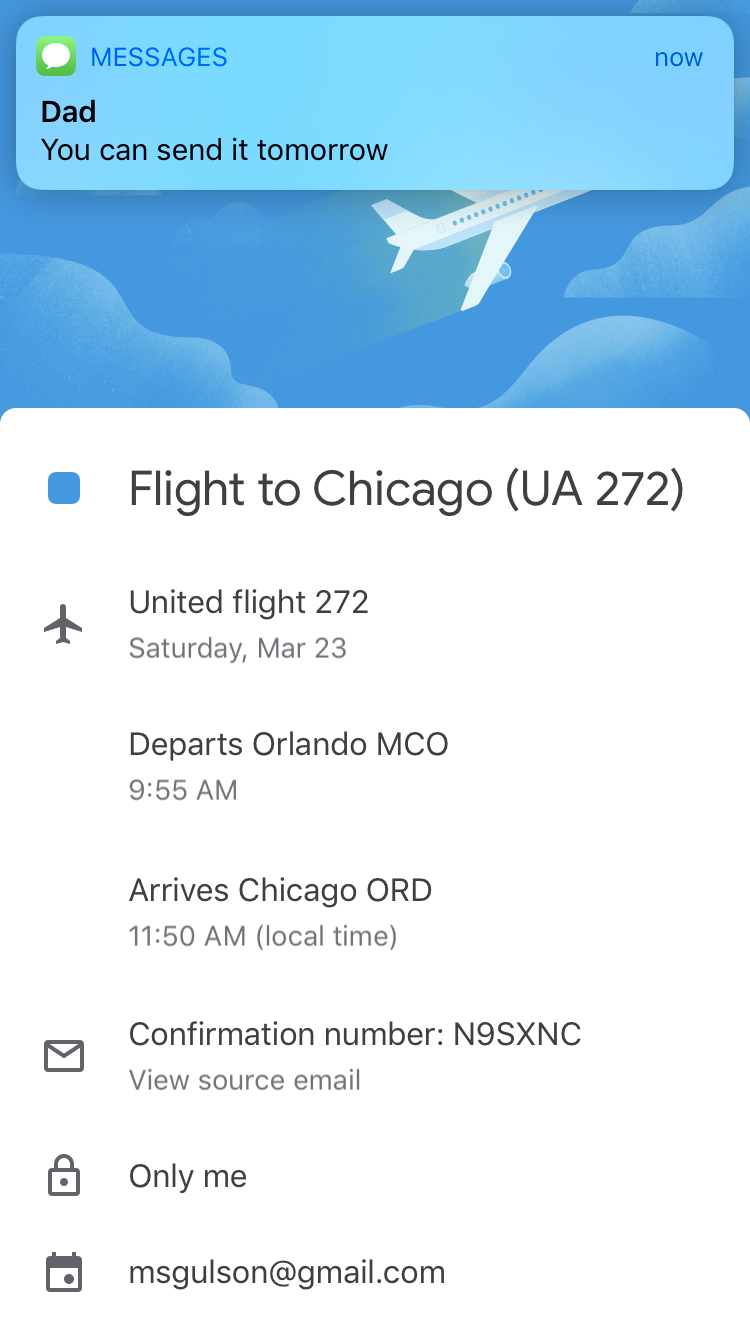 MESSAGES now
Dad
You can send it tomorrow
Flight to Chicago (UA 272)
United flight 272
Saturday, Mar 23
Departs Orlando MCO
9:55 AM
Arrives Chicago ORD
11:50 AM (local time)
Confirmation number: N9SXNC
View source email
Only me
msgulson@gmail.com